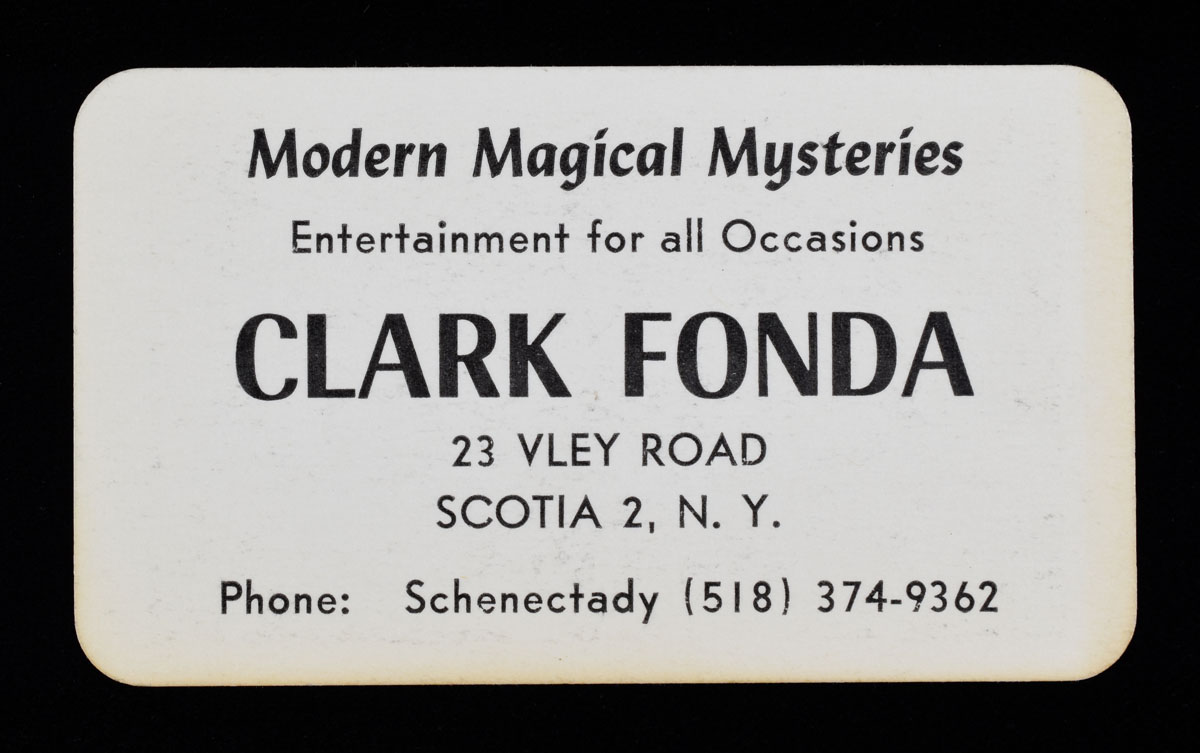 Modern Magical Mysteries
Entertainment for all Occasions
CLARK FONDA
23 VLEY ROAD
SCOTIA 2, N. Y.
Phone: Schenectady (518) 374-9362